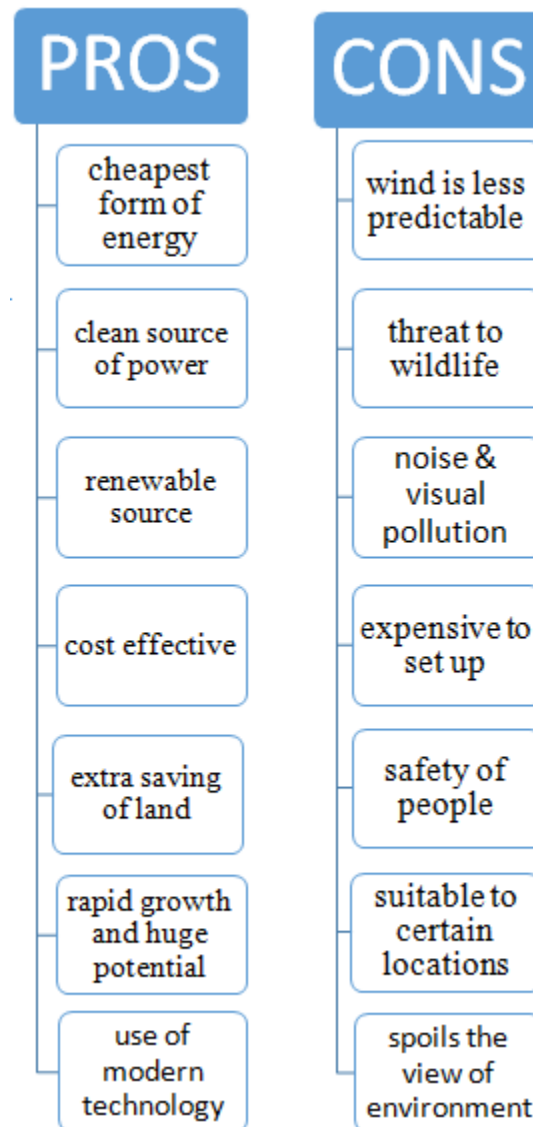 PROS
cheapest
form of
energy
clean source
of power
renewable
source
cost effective
extra saving
of land
rapid growth
and huge
potential
use of
modern
technology
CONS
wind is less
predictable
threat to
wildlife
noise &
visual
pollution
expensive to
set up
safety of
people
suitable to
certain
locations
spoils the
view of
environment